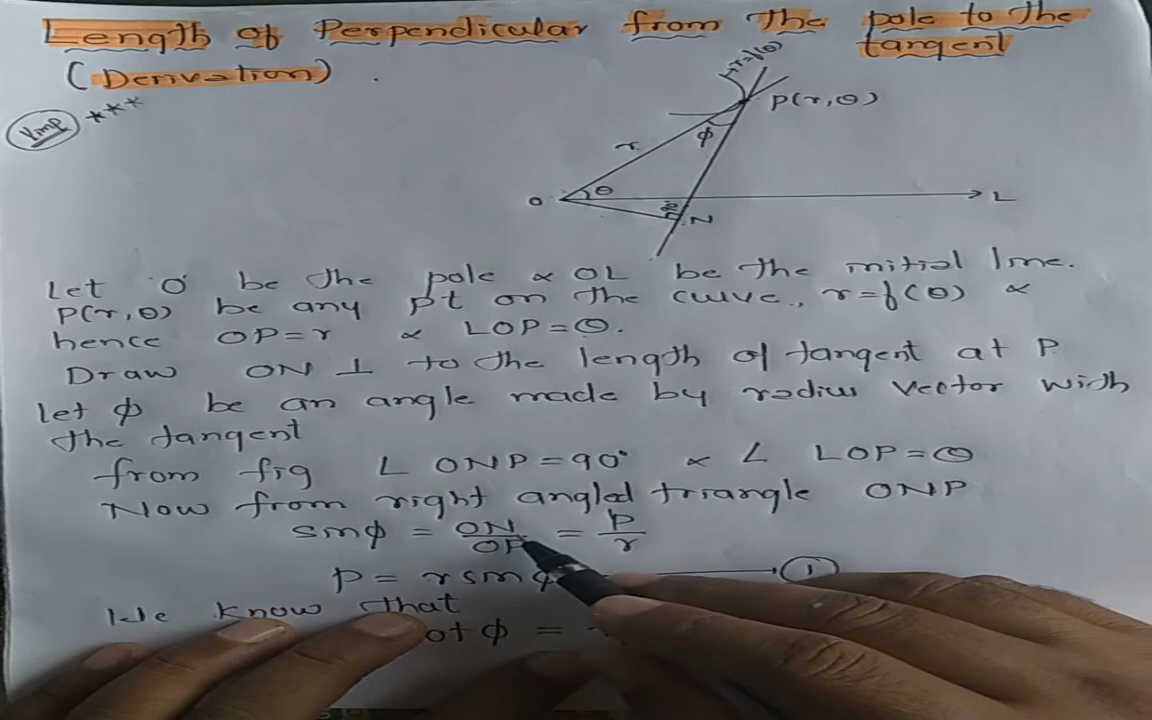 Length of Perpendicular from The pole to The
tangent
(Derivation).
V.imp ***
r=f(θ)
P(r,θ)
φ
r
θ
O
L
90°
N
Let 'O' be the pole & OL be the initial line.
P(r,θ) be any pt on the curve, r=f(θ) &
hence OP=r & LOP=θ.
Draw ON ⊥ to the length of tangent at P
let φ be an angle made by radius vector with
the tangent
from fig ∠ ONP=90° & ∠ LOP=θ
Now from right angled triangle ONP
sinφ = ON/OP = P/r
p = r sin φ → ①
We know that
cot φ =